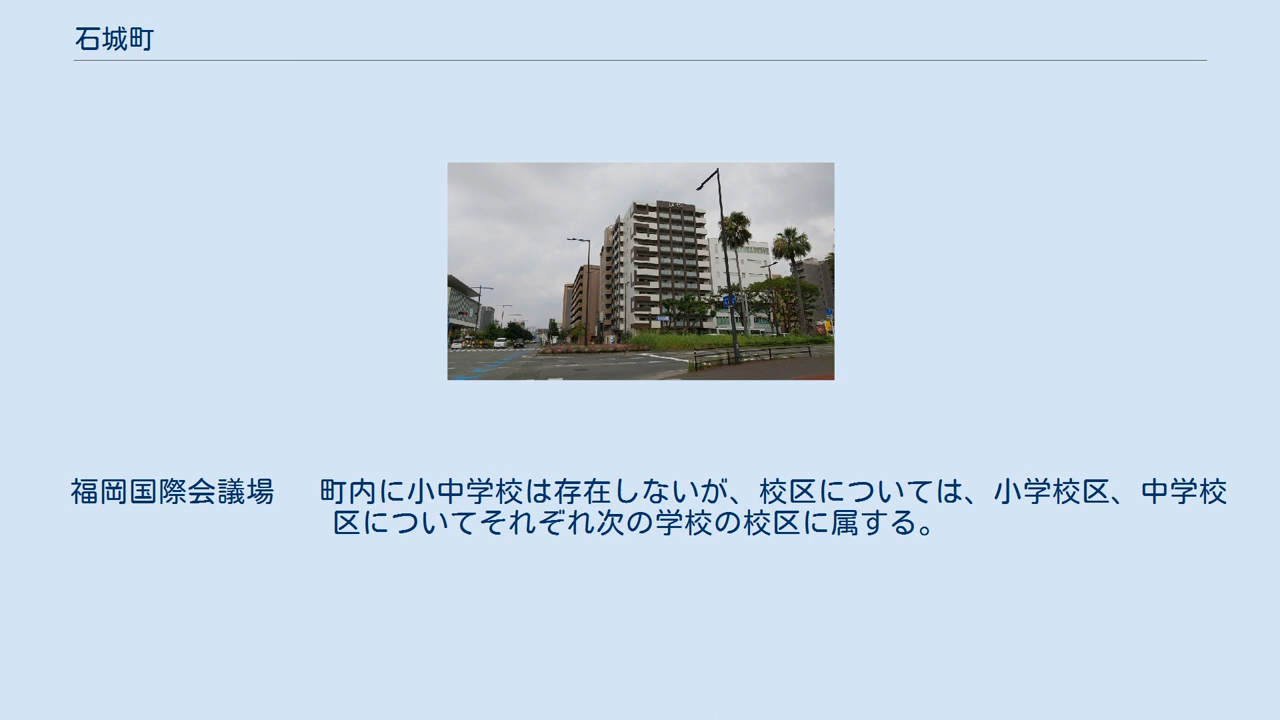 石城町
福岡国際会議場 町内に小中学校は存在しないが、校区については、小学校区、中学校
区についてそれぞれ次の学校の校区に属する。